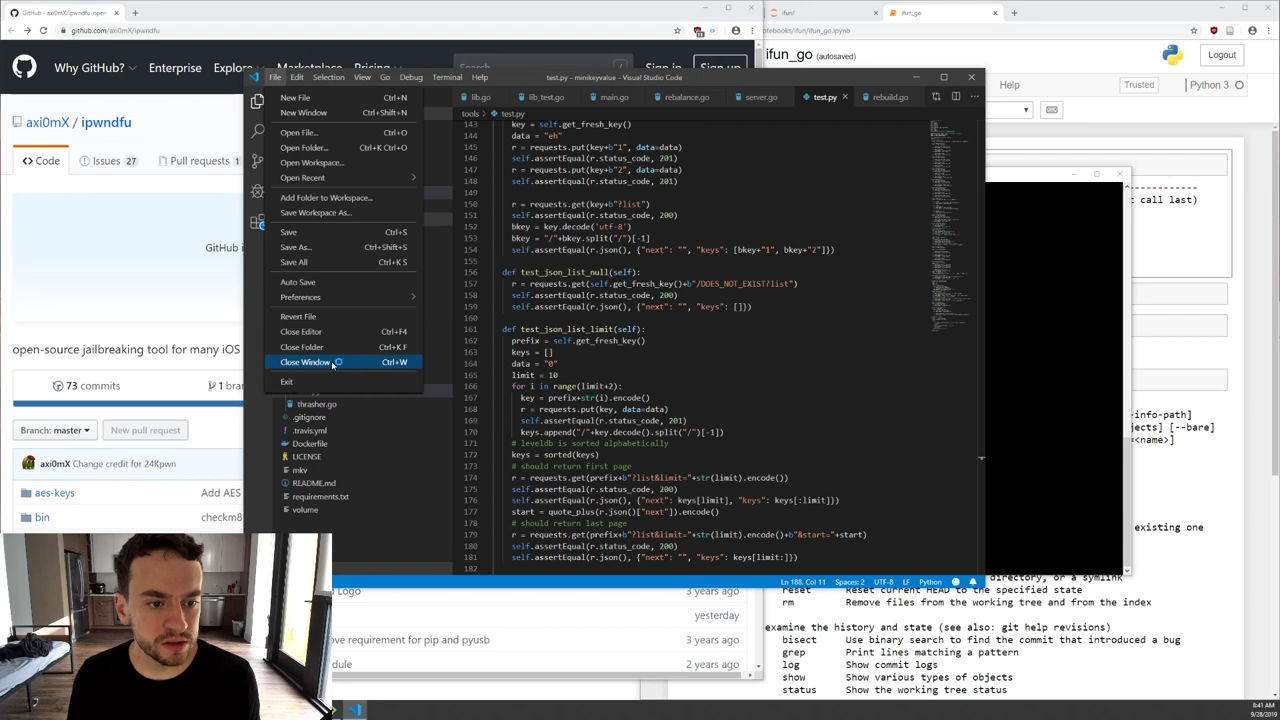 github.com/axi0mX/ipwndfu
axi0mX/ipwndfu: open-
ifun/
ifun_go
tebooks/ifun/ifun_go.ipynb
Why GitHub?
Enterprise
Explore
Marketplace
Pricing
Search
Sign in
Sign up
ifun_go (autosaved)
Logout
Help
Trusted
Python 3
axi0mX / ipwndfu
Code
Issues 27
Pull requests
open-source jailbreaking tool for many iOS
73 commits
1 bran
Branch: master
New pull request
axi0mX Change credit for 24Kpwn
aes-keys
Add AES
bin
checkm8
Logo
3 years ago
yesterday
ove requirement for pip and pyusb
3 years ago
dule
2 years ago
File Edit Selection View Go Debug Terminal Help
test.py - minikeyvalue - Visual Studio Code
New File Ctrl+N
New Window Ctrl+Shift+N
Open File... Ctrl+O
Open Folder... Ctrl+K Ctrl+O
Open Workspace...
Open Recent
Add Folder to Workspace...
Save Workspace As...
Save Ctrl+S
Save As... Ctrl+Shift+S
Save All Ctrl+K S
Auto Save
Preferences
Revert File
Close Editor Ctrl+F4
Close Folder Ctrl+K F
Close Window Ctrl+W
Exit
thrasher.go
.gitignore
.travis.yml
Dockerfile
LICENSE
mkv
README.md
requirements.txt
volume
lib.go
lib_test.go
main.go
rebalance.go
server.go
test.py
rebuild.go
tools > test.py
143 key = self.get_fresh_key()
144 data = "eh"
145 r = requests.put(key+b"1", data=data)
146 self.assertEqual(r.status_code, 201)
147 r = requests.put(key+b"2", data=data)
148 self.assertEqual(r.status_code, 201)
149
150 r = requests.get(key+b"?list")
151 self.assertEqual(r.status_code, 200)
152 bkey = key.decode('utf-8')
153 bkey = "/"+bkey.split("/")[-1]
154 self.assertEqual(r.json(), {"next": "", "keys": [bkey+"1", bkey+"2"]})
155
156 def test_json_list_null(self):
157 r = requests.get(self.get_fresh_key()+b"/DOES_NOT_EXIST?list")
158 self.assertEqual(r.status_code, 200)
159 self.assertEqual(r.json(), {"next": "", "keys": []})
160
161 def test_json_list_limit(self):
162 prefix = self.get_fresh_key()
163 keys = []
164 data = "0"
165 limit = 10
166 for i in range(limit+2):
167 key = prefix+str(i).encode()
168 r = requests.put(key, data=data)
169 self.assertEqual(r.status_code, 201)
170 keys.append("/"+key.decode().split("/")[-1])
171 # leveldb is sorted alphabetically
172 keys = sorted(keys)
173 # should return first page
174 r = requests.get(prefix+b"?list&limit="+str(limit).encode())
175 self.assertEqual(r.status_code, 200)
176 self.assertEqual(r.json(), {"next": keys[limit], "keys": keys[:limit]})
177 start = quote_plus(r.json()["next"]).encode()
178 # should return last page
179 r = requests.get(prefix+b"?list&limit="+str(limit).encode()+b"&start="+start)
180 self.assertEqual(r.status_code, 200)
181 self.assertEqual(r.json(), {"next": "", "keys": keys[limit:]})
182
Ln 188, Col 11 Spaces: 2 UTF-8 LF Python
t call last)
-info-path]
jects] [--bare]
=<name>]
existing one
directory, or a symlink
reset Reset current HEAD to the specified state
rm Remove files from the working tree and from the index
examine the history and state (see also: git help revisions)
bisect Use binary search to find the commit that introduced a bug
grep Print lines matching a pattern
log Show commit logs
show Show various types of objects
status Show the working tree status
8:41 AM
9/28/2019